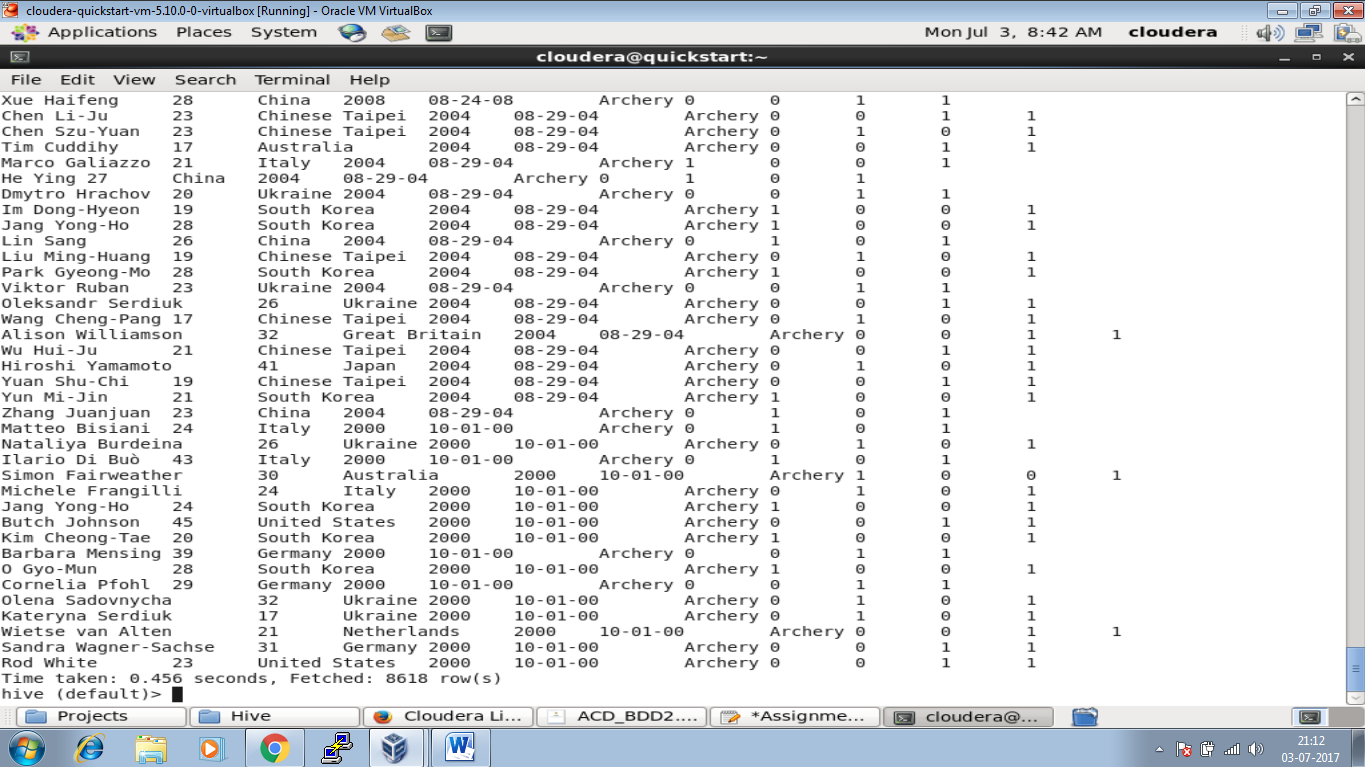 cloudera-quickstart-vm-5.10.0-0-virtualbox [Running] - Oracle VM VirtualBox
Applications Places System Mon Jul 3, 8:42 AM cloudera
cloudera@quickstart:~
File Edit View Search Terminal Help
Xue Haifeng 28 China 2008 08-24-08 Archery 0 0 1 1
Chen Li-Ju 23 Chinese Taipei 2004 08-29-04 Archery 0 0 1 1
Chen Szu-Yuan 23 Chinese Taipei 2004 08-29-04 Archery 0 1 0 1
Tim Cuddihy 17 Australia 2004 08-29-04 Archery 0 0 1 1
Marco Galiazzo 21 Italy 2004 08-29-04 Archery 1 0 0 1
He Ying 27 China 2004 08-29-04 Archery 0 1 0 1
Dmytro Hrachov 20 Ukraine 2004 08-29-04 Archery 0 0 1 1
Im Dong-Hyeon 19 South Korea 2004 08-29-04 Archery 1 0 0 1
Jang Yong-Ho 28 South Korea 2004 08-29-04 Archery 1 0 0 1
Lin Sang 26 China 2004 08-29-04 Archery 0 1 0 1
Liu Ming-Huang 19 Chinese Taipei 2004 08-29-04 Archery 0 1 0 1
Park Gyeong-Mo 28 South Korea 2004 08-29-04 Archery 1 0 0 1
Viktor Ruban 23 Ukraine 2004 08-29-04 Archery 0 0 1 1
Oleksandr Serdiuk 26 Ukraine 2004 08-29-04 Archery 0 0 1 1
Wang Cheng-Pang 17 Chinese Taipei 2004 08-29-04 Archery 0 1 0 1
Alison Williamson 32 Great Britain 2004 08-29-04 Archery 0 0 1 1
Wu Hui-Ju 21 Chinese Taipei 2004 08-29-04 Archery 0 0 1 1
Hiroshi Yamamoto 41 Japan 2004 08-29-04 Archery 0 1 0 1
Yuan Shu-Chi 19 Chinese Taipei 2004 08-29-04 Archery 0 0 1 1
Yun Mi-Jin 21 South Korea 2004 08-29-04 Archery 1 0 0 1
Zhang Juanjuan 23 China 2004 08-29-04 Archery 0 1 0 1
Matteo Bisiani 24 Italy 2000 10-01-00 Archery 0 1 0 1
Nataliya Burdeina 26 Ukraine 2000 10-01-00 Archery 0 1 0 1
Ilario Di Buò 43 Italy 2000 10-01-00 Archery 0 1 0 1
Simon Fairweather 30 Australia 2000 10-01-00 Archery 1 0 0 1
Michele Frangilli 24 Italy 2000 10-01-00 Archery 0 1 0 1
Jang Yong-Ho 24 South Korea 2000 10-01-00 Archery 1 0 0 1
Butch Johnson 45 United States 2000 10-01-00 Archery 0 0 1 1
Kim Cheong-Tae 20 South Korea 2000 10-01-00 Archery 1 0 0 1
Barbara Mensing 39 Germany 2000 10-01-00 Archery 0 0 1 1
O Gyo-Mun 28 South Korea 2000 10-01-00 Archery 1 0 0 1
Cornelia Pfohl 29 Germany 2000 10-01-00 Archery 0 0 1 1
Olena Sadovnycha 32 Ukraine 2000 10-01-00 Archery 0 1 0 1
Kateryna Serdiuk 17 Ukraine 2000 10-01-00 Archery 0 1 0 1
Wietse van Alten 21 Netherlands 2000 10-01-00 Archery 0 0 1 1
Sandra Wagner-Sachse 31 Germany 2000 10-01-00 Archery 0 0 1 1
Rod White 23 United States 2000 10-01-00 Archery 0 0 1 1
Time taken: 0.456 seconds, Fetched: 8618 row(s)
hive (default)>
Projects Hive Cloudera Li... ACD_BDD2.... *Assignme... cloudera@...
21:12
03-07-2017